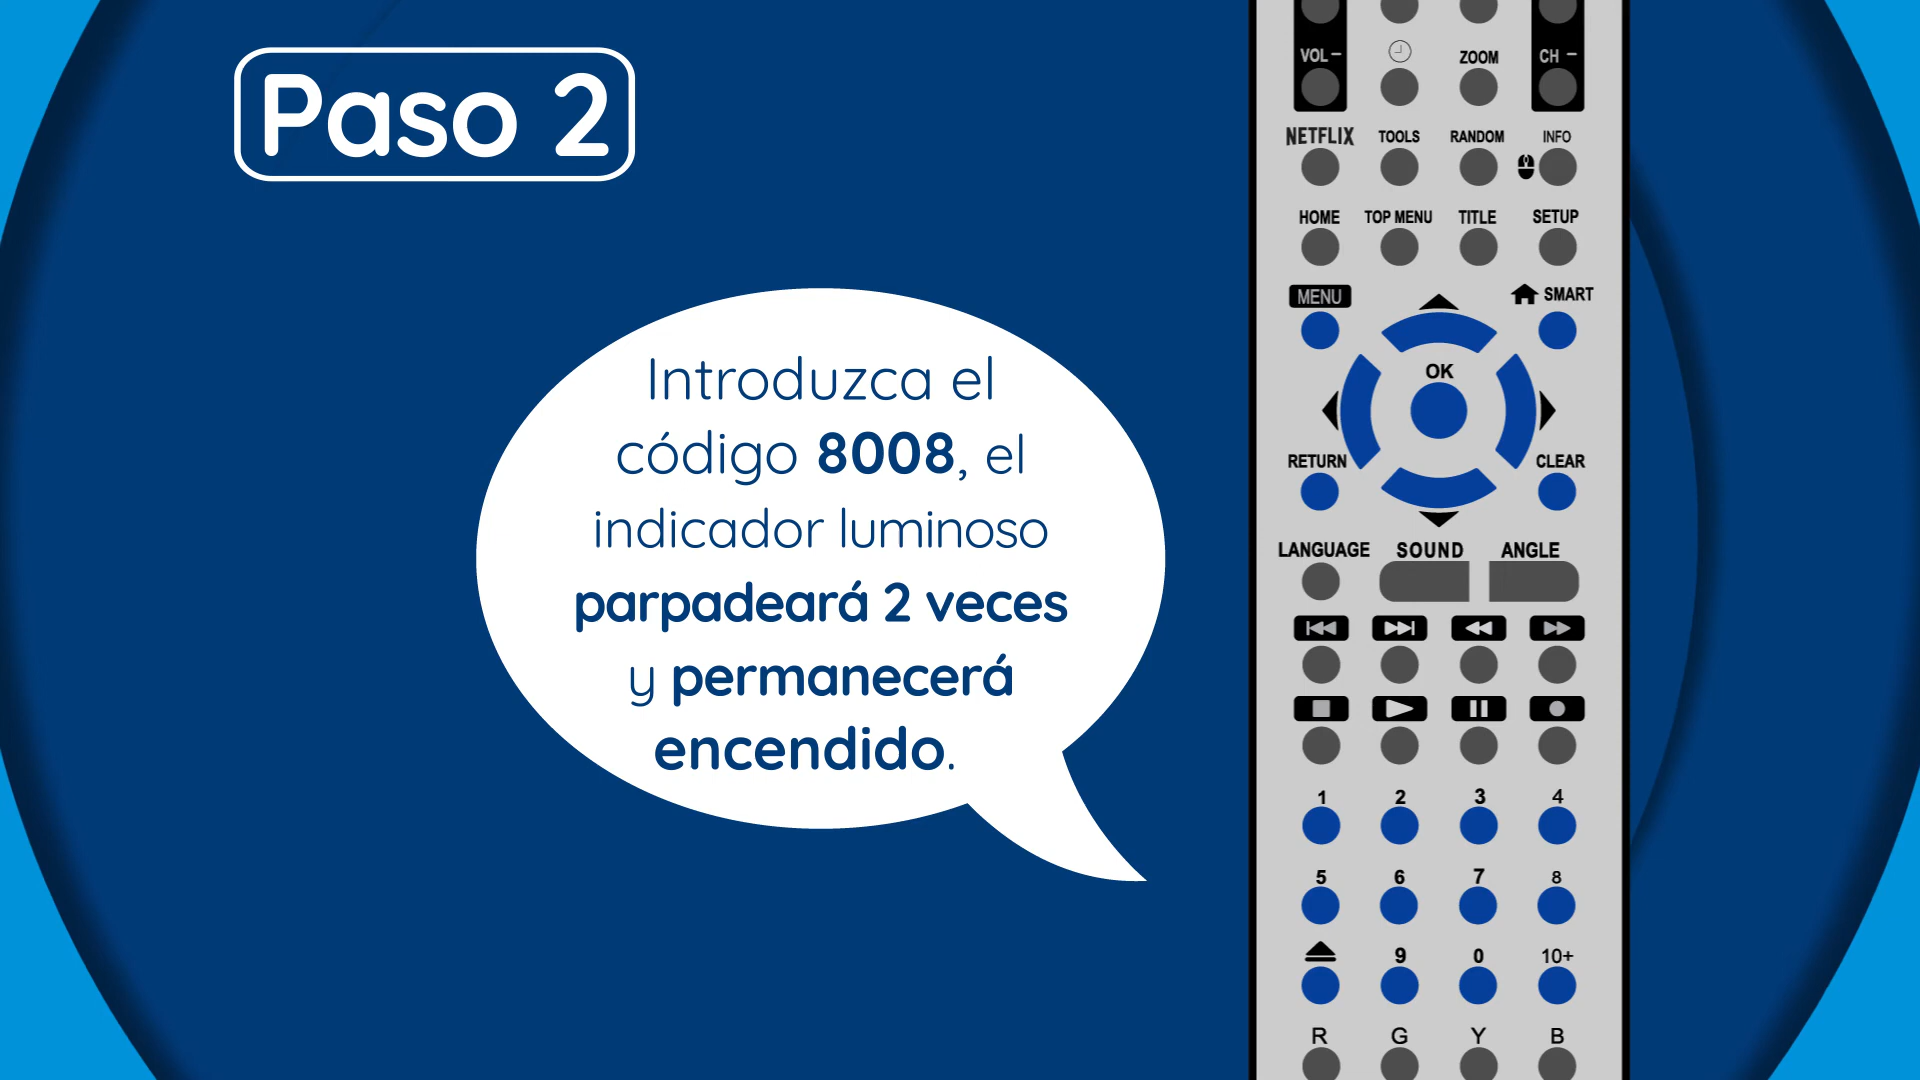 Paso 2
Introduzca el
código 8008, el
indicador luminoso
parpadeará 2 veces
y permanecerá
encendido.
VOL − ZOOM CH −
NETFLIX TOOLS RANDOM INFO
HOME TOP MENU TITLE SETUP
MENU SMART
OK
RETURN CLEAR
LANGUAGE SOUND ANGLE
1 2 3 4
5 6 7 8
9 0 10+
R G Y B